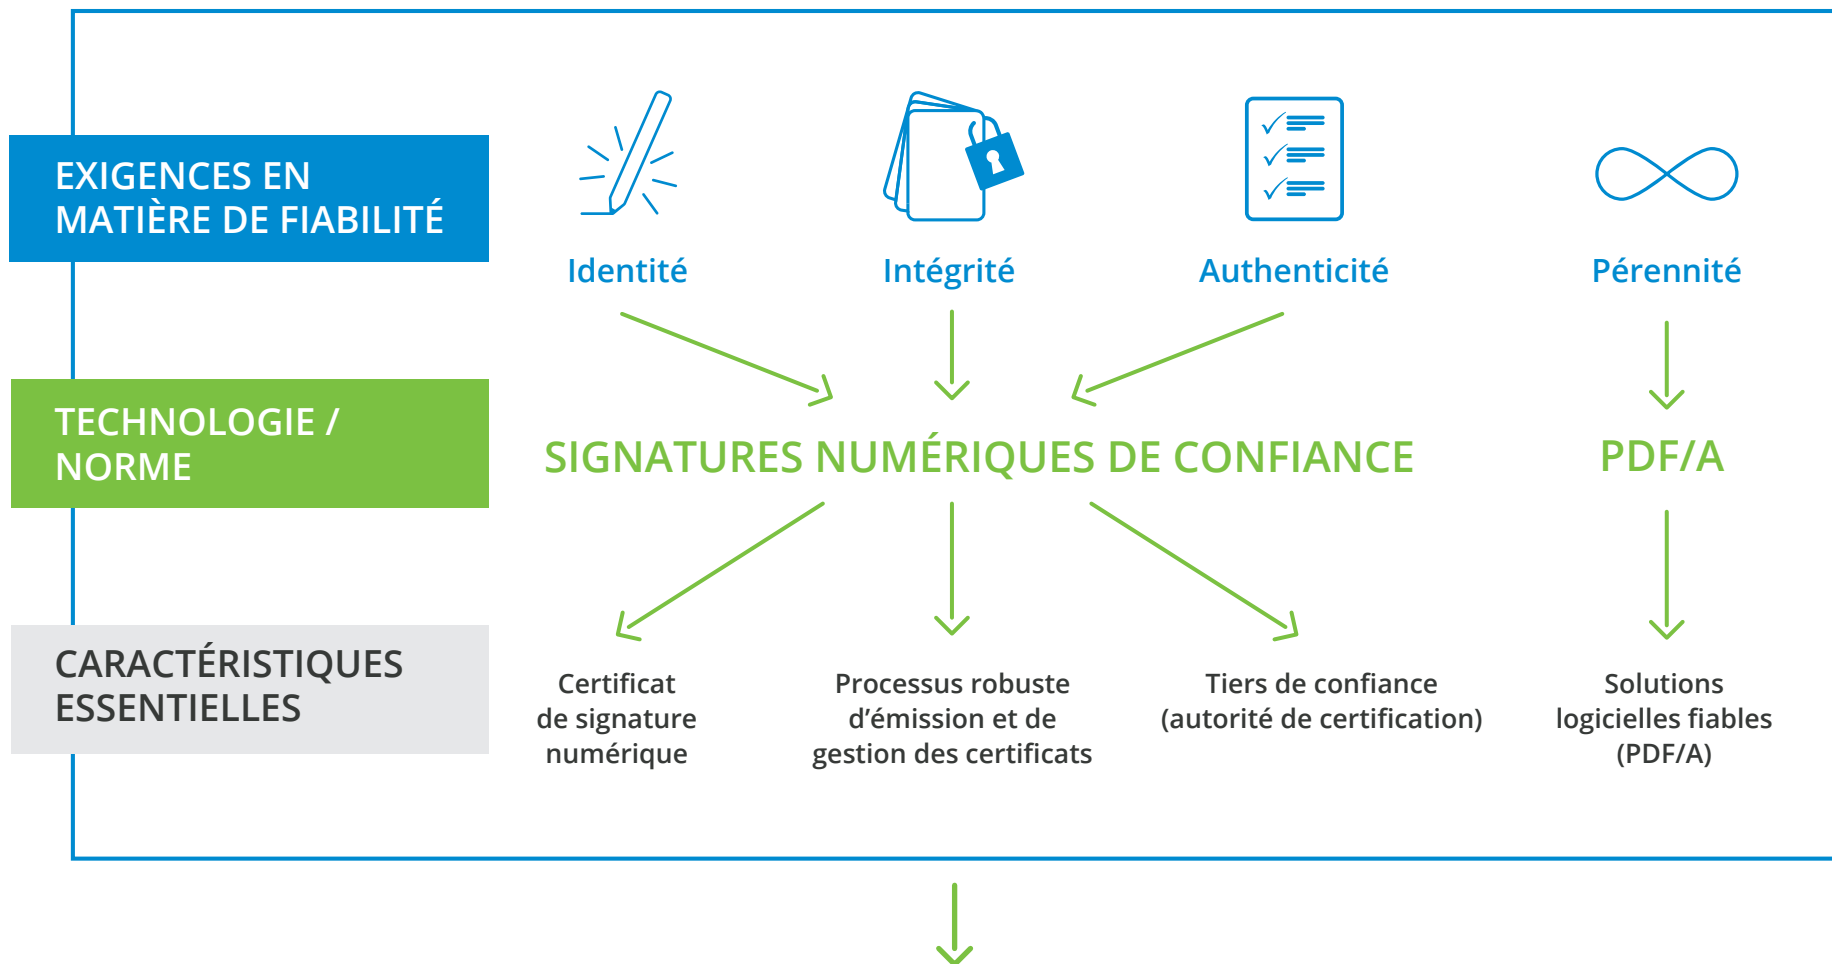 EXIGENCES EN
MATIÈRE DE FIABILITÉ
Identité
Intégrité
Authenticité
Pérennité
TECHNOLOGIE /
NORME
SIGNATURES NUMÉRIQUES DE CONFIANCE
PDF/A
CARACTÉRISTIQUES
ESSENTIELLES
Certificat
de signature
numérique
Processus robuste
d’émission et de
gestion des certificats
Tiers de confiance
(autorité de certification)
Solutions
logicielles fiables
(PDF/A)